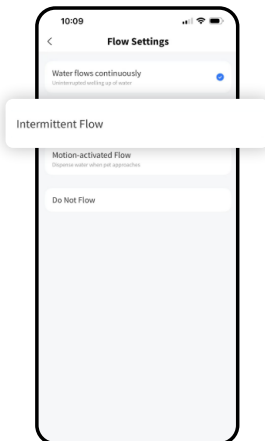 10:09
Flow Settings
Water flows continuously
Uninterrupted welling up of water
Intermittent Flow
Motion-activated Flow
Dispense water when pet approaches
Do Not Flow